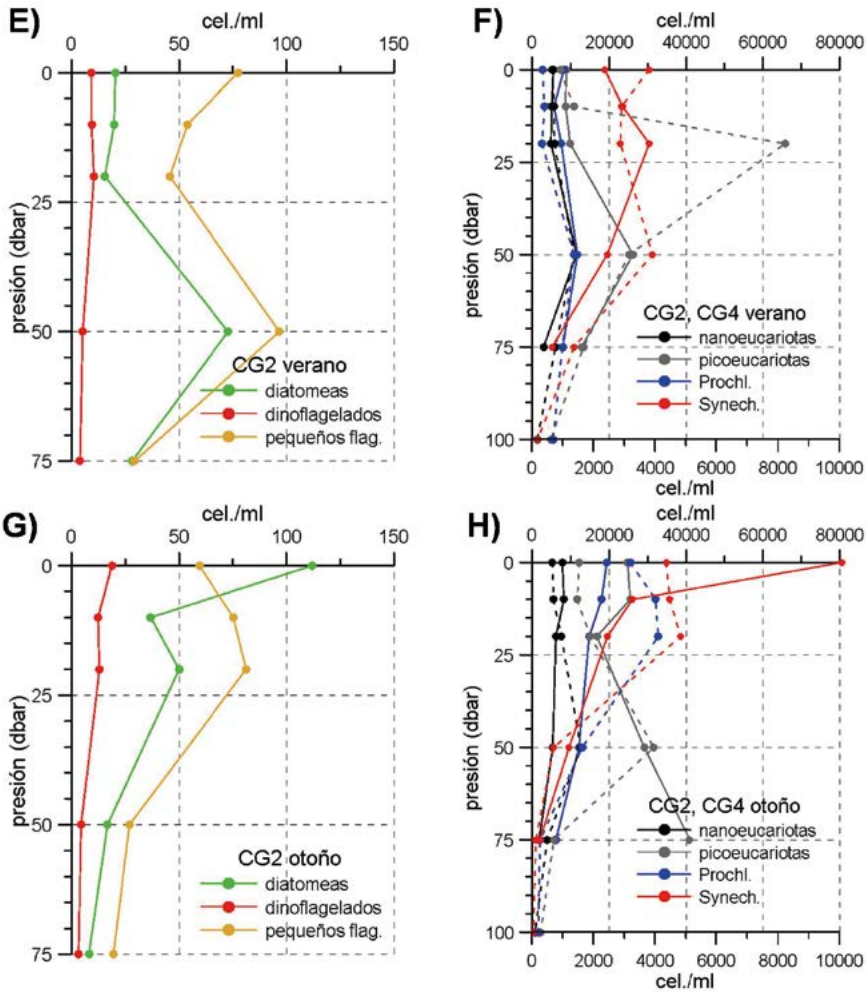 E)
cel./ml
0 50 100 150
0
25
50
75
presión (dbar)
CG2 verano
diatomeas
dinoflagelados
pequeños flag.
F)
cel./ml
0 20000 40000 60000 80000
0
25
50
75
100
presión (dbar)
CG2, CG4 verano
nanoeucariotas
picoeucariotas
Prochl.
Synech.
0 2000 4000 6000 8000 10000
G)
cel./ml
0 50 100 150
0
25
50
75
presión (dbar)
CG2 otoño
diatomeas
dinoflagelados
pequeños flag.
H)
cel./ml
0 20000 40000 60000 80000
0
25
50
75
100
presión (dbar)
CG2, CG4 otoño
nanoeucariotas
picoeucariotas
Prochl.
Synech.
0 2000 4000 6000 8000 10000
cel./ml